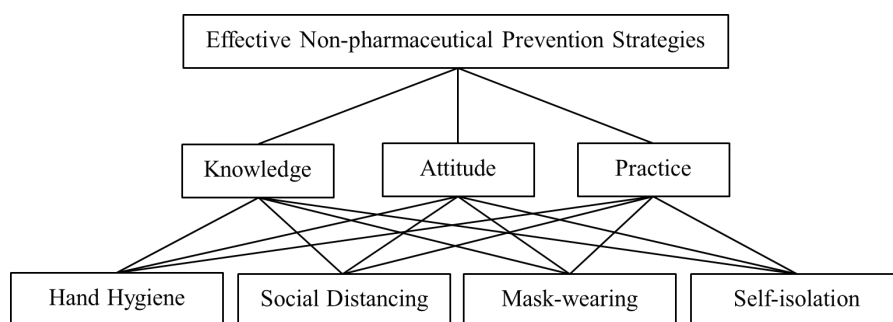 Effective Non-pharmaceutical Prevention Strategies
Knowledge
Attitude
Practice
Hand Hygiene
Social Distancing
Mask-wearing
Self-isolation